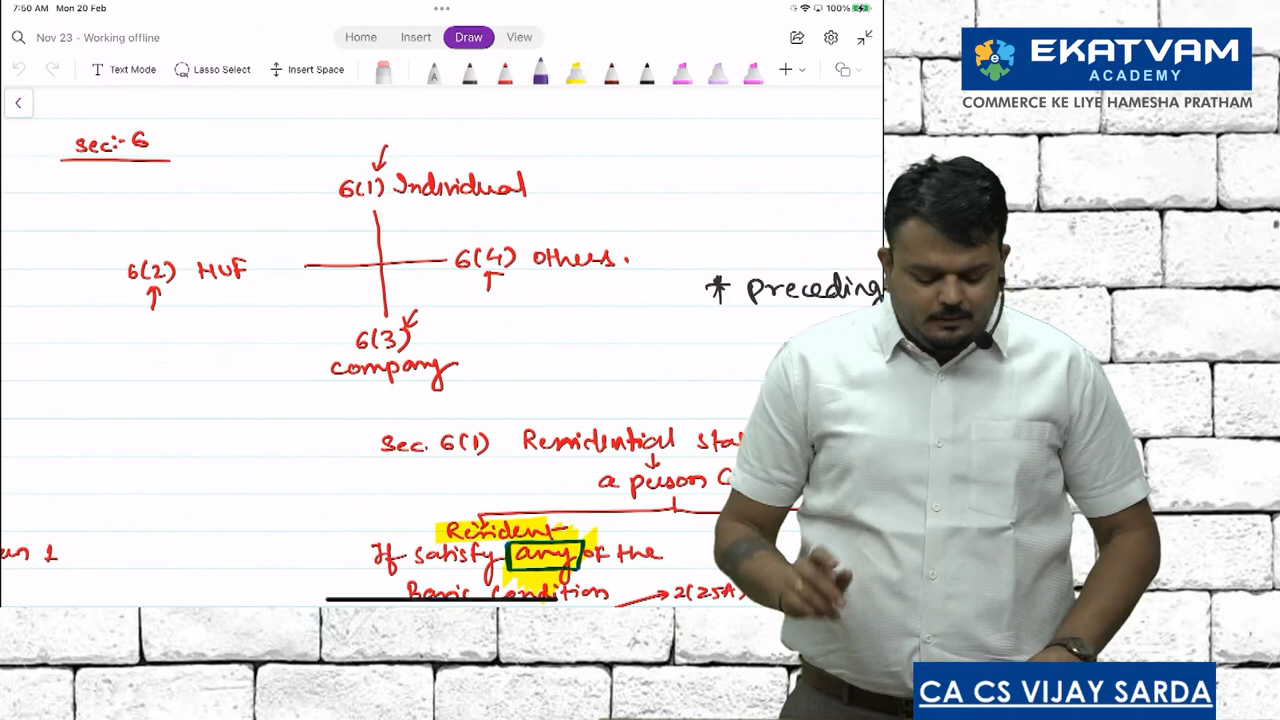 7:50 AM Mon 20 Feb
100%
Nov 23 - Working offline
Home Insert Draw View
Text Mode Lasso Select Insert Space
sec:- 6
6(1) Individual
6(2) HUF
6(4) others.
6(3)
company
* preceding
sec. 6(1) Residential sta
a person
Resident
If satisfy any of the
Basic condition
2(25A)
EKATVAM
ACADEMY
COMMERCE KE LIYE HAMESHA PRATHAM
CA CS VIJAY SARDA